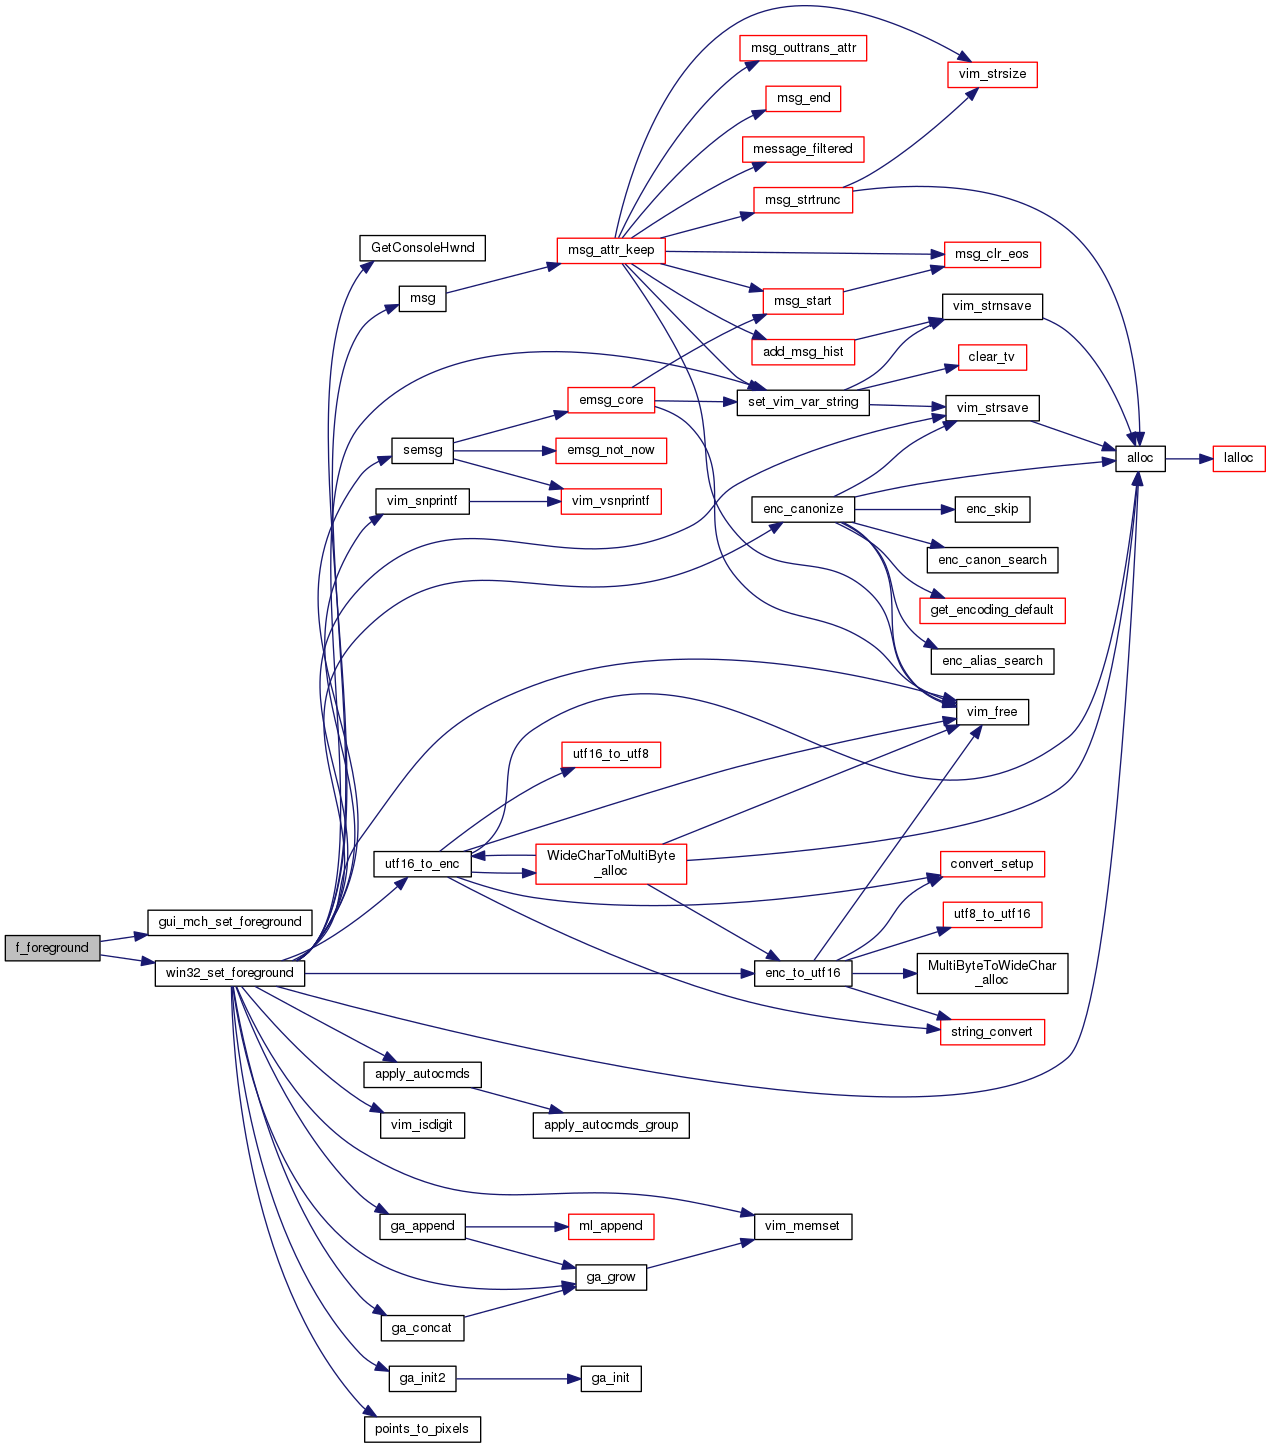 msg_outtrans_attr
vim_strsize
msg_end
message_filtered
msg_strtrunc
GetConsoleHwnd
msg_attr_keep
msg_clr_eos
msg
msg_start
vim_strnsave
add_msg_hist
clear_tv
emsg_core
set_vim_var_string
vim_strsave
semsg
emsg_not_now
alloc
lalloc
vim_snprintf
vim_vsnprintf
enc_canonize
enc_skip
enc_canon_search
get_encoding_default
enc_alias_search
vim_free
utf16_to_utf8
utf16_to_enc
WideCharToMultiByte
_alloc
convert_setup
gui_mch_set_foreground
utf8_to_utf16
f_foreground
win32_set_foreground
enc_to_utf16
MultiByteToWideChar
_alloc
string_convert
apply_autocmds
vim_isdigit
apply_autocmds_group
ga_append
ml_append
vim_memset
ga_grow
ga_concat
ga_init2
ga_init
points_to_pixels